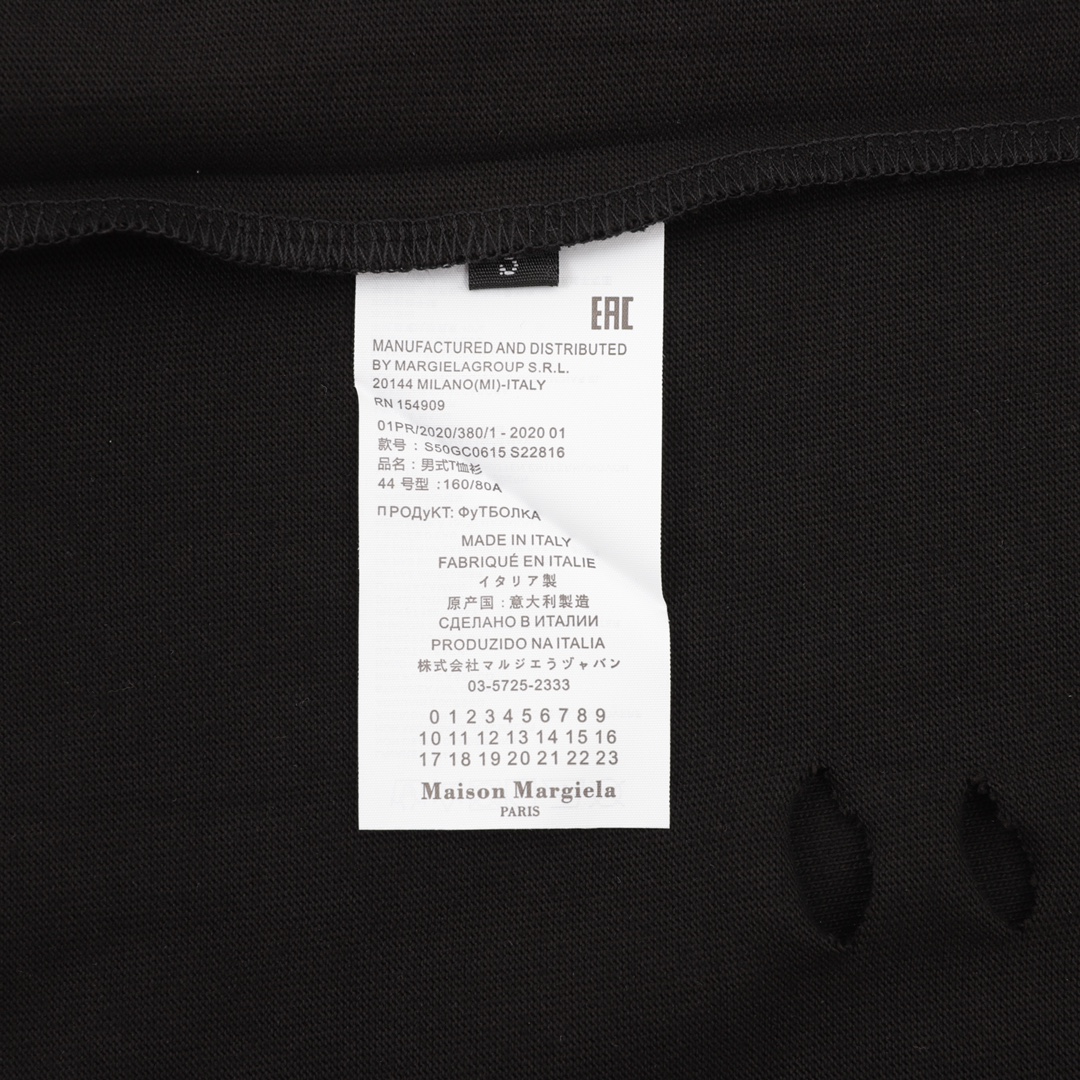 EAC
MANUFACTURED AND DISTRIBUTED
BY MARGIELAGROUP S.R.L.
20144 MILANO(MI)-ITALY
RN 154909
01PR/2020/380/1 - 2020 01
款号 : S50GC0615 S22816
品名 : 男式T恤衫
44 号型 :160/80A
ПРОДуКТ: ФуТБОЛКА
MADE IN ITALY
FABRIQUÉ EN ITALIE
イタリア製
原产国 : 意大利製造
СДЕЛАНО В ИТАЛИИ
PRODUZIDO NA ITALIA
株式会社マルジエらヅャバン
03-5725-2333
0 1 2 3 4 5 6 7 8 9
10 11 12 13 14 15 16
17 18 19 20 21 22 23
Maison Margiela
PARIS